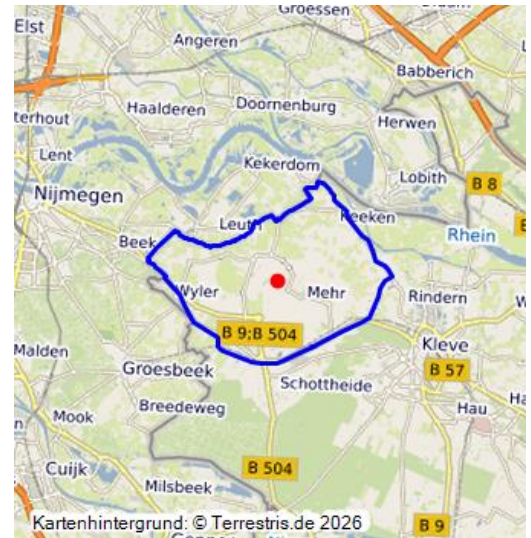 Groessen
Elst
Angeren
Babberich
Doornenburg
Haalderen
Herwen
Lent
Kekerdom
Lobith
B 8
Nijmegen
Keeken
Leuth
Rhein
Beek
Wyler
Mehr
Rindern
B 9;B 504
Kleve
Malden
Groesbeek
B 57
Schottheide
Breedeweg
Hau
Mook
Cuijk
B 504
Milsbeek
B 9
Kartenhintergrund: © Terrestris.de 2026